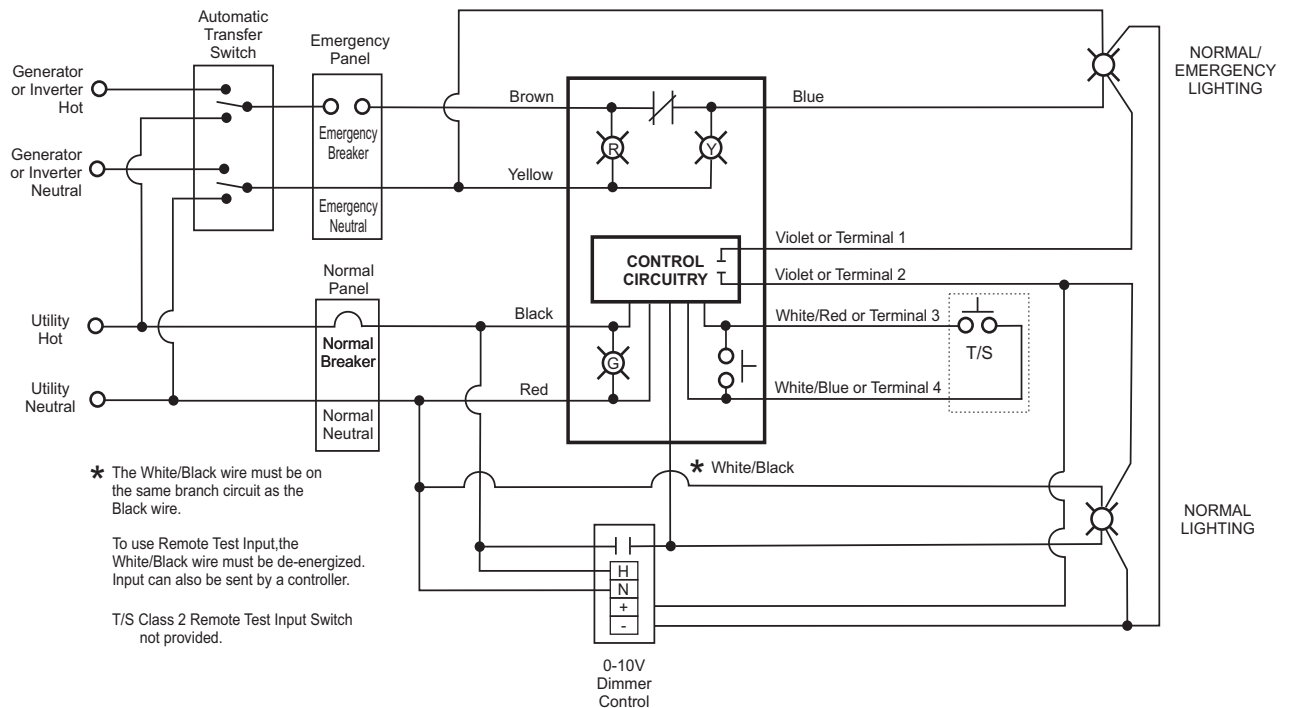 Automatic
Transfer
Switch
Emergency
Panel
Generator
or Inverter
Hot
Generator
or Inverter
Neutral
Emergency
Breaker
Emergency
Neutral
Brown
Blue
R
Y
Yellow
NORMAL/
EMERGENCY
LIGHTING
CONTROL
CIRCUITRY
Violet or Terminal 1
Violet or Terminal 2
Normal
Panel
Utility
Hot
Utility
Neutral
Normal
Breaker
Normal
Neutral
Black
Red
G
White/Red or Terminal 3
T/S
White/Blue or Terminal 4
* The White/Black wire must be on
the same branch circuit as the
Black wire.
To use Remote Test Input,the
White/Black wire must be de-energized.
Input can also be sent by a controller.
T/S Class 2 Remote Test Input Switch
not provided.
* White/Black
NORMAL
LIGHTING
H
N
+
-
0-10V
Dimmer
Control